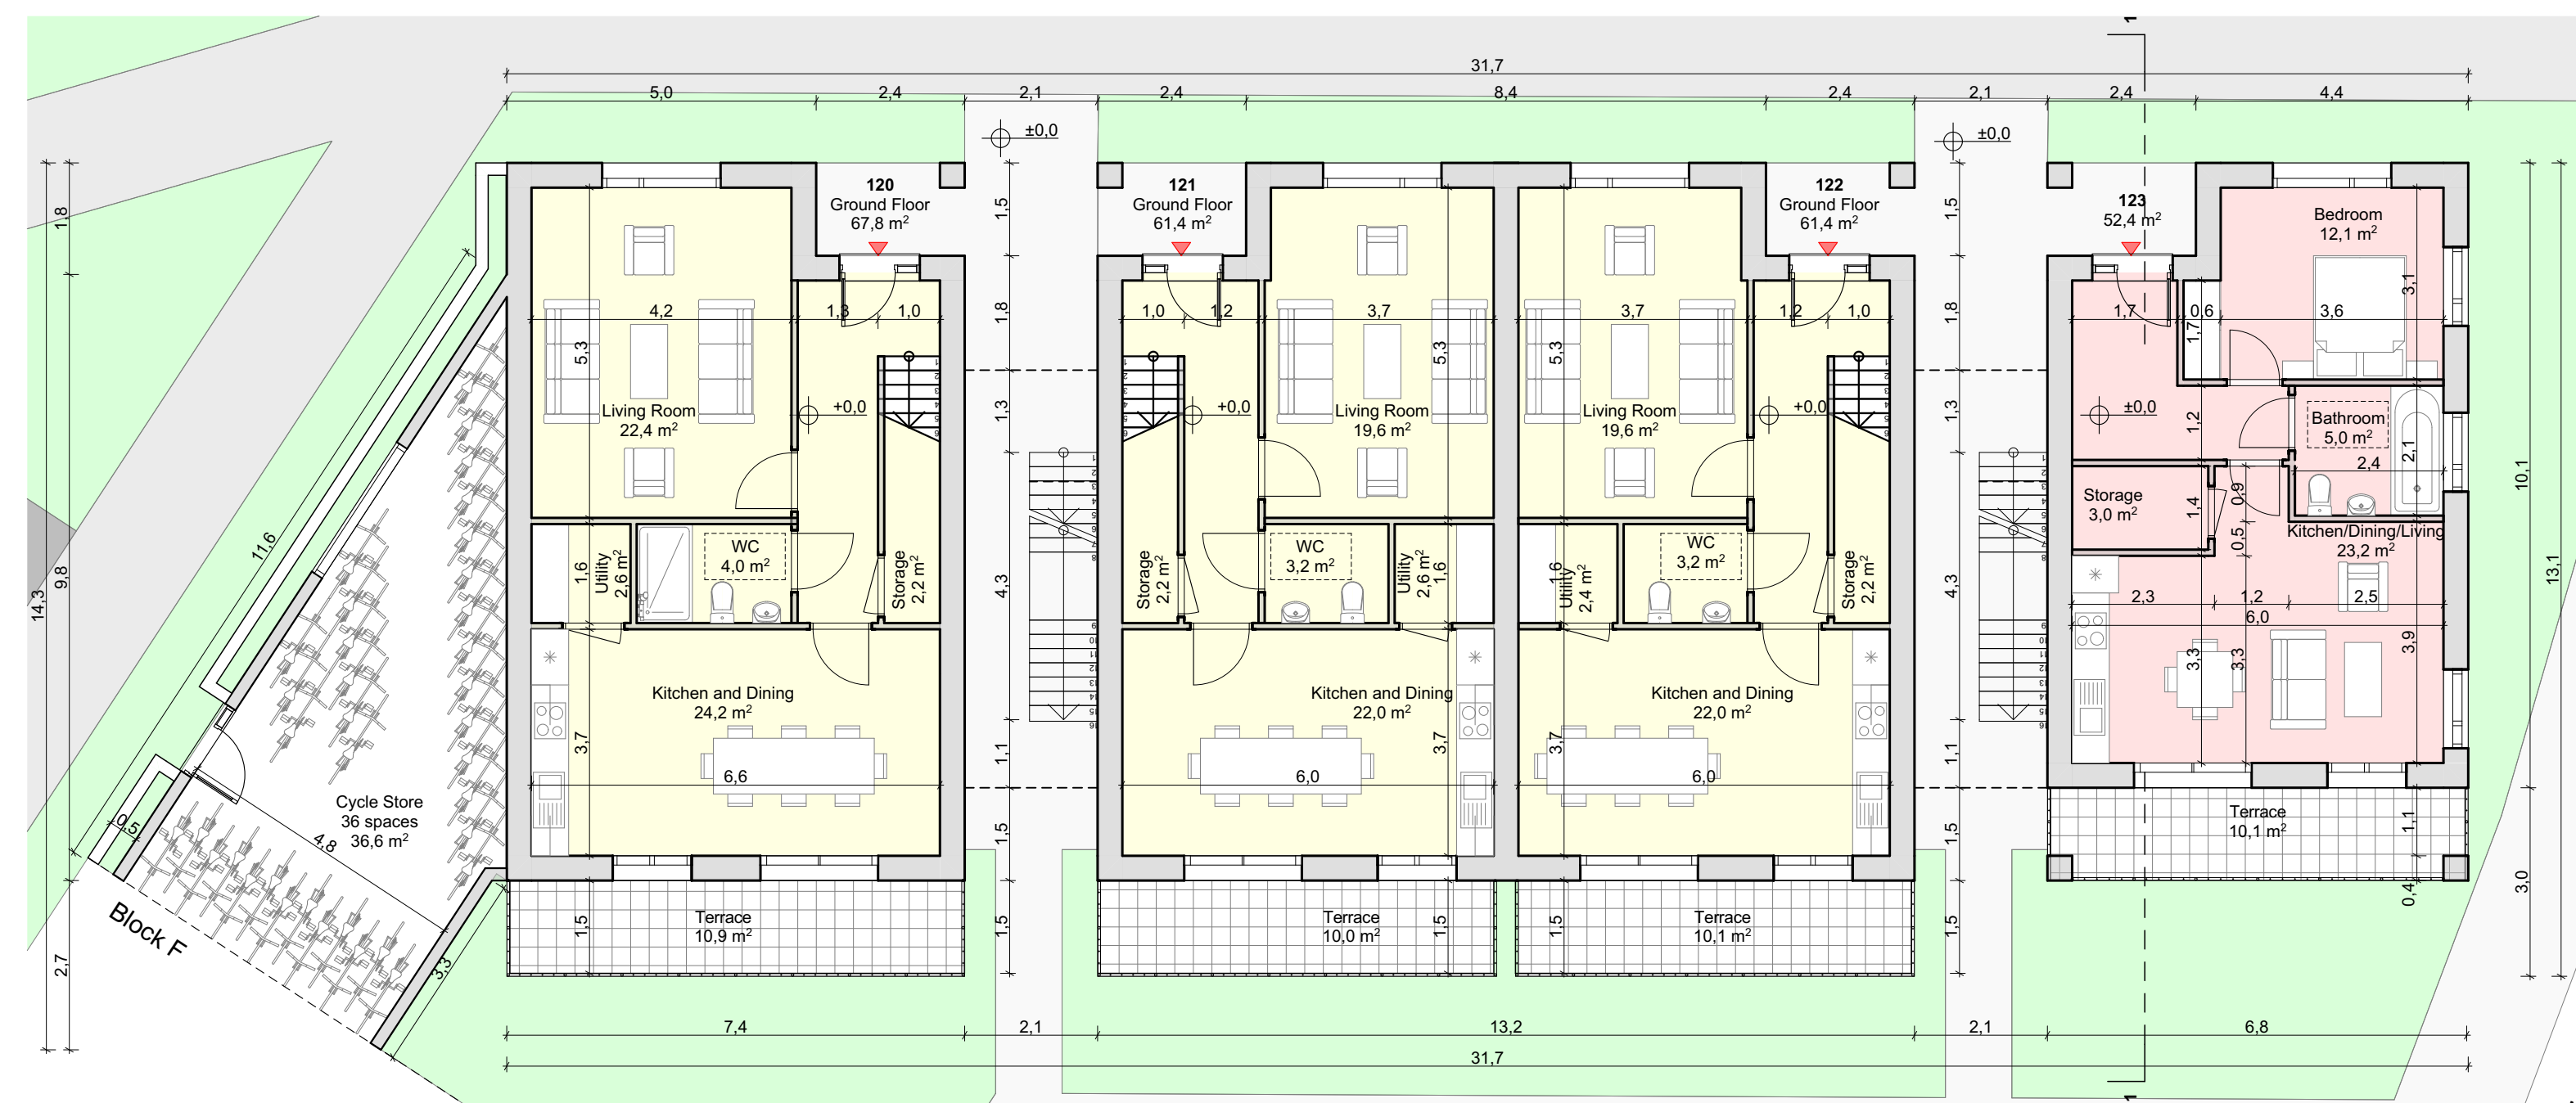 1
31,7
5,0
2,4
2,1
2,4
8,4
2,4
2,1
2,4
4,4
±0,0
±0,0
120
Ground Floor
67,8 m²
121
Ground Floor
61,4 m²
122
Ground Floor
61,4 m²
123
52,4 m²
1,8
9,8
14,3
2,7
11,6
Living Room
22,4 m²
4,2
5,3
1,3
1,0
+0,0
Utility
2,6 m²
1,6
WC
4,0 m²
Storage
2,2 m²
Kitchen and Dining
24,2 m²
3,7
6,6
Terrace
10,9 m²
1,5
Cycle Store
36 spaces
36,6 m²
0,5
4,8
3,3
Block F
1,5
1,8
1,3
4,3
1,1
1,5
1,5
1,0
1,2
+0,0
Living Room
19,6 m²
3,7
5,3
Storage
2,2 m²
WC
3,2 m²
Utility
2,6 m²
1,6
Kitchen and Dining
22,0 m²
3,7
6,0
Terrace
10,0 m²
1,5
Living Room
19,6 m²
3,7
5,3
1,2
1,0
+0,0
1,6
Utility
2,4 m²
WC
3,2 m²
Storage
2,2 m²
Kitchen and Dining
22,0 m²
3,7
6,0
Terrace
10,1 m²
1,5
1,5
1,8
1,3
4,3
1,1
1,5
1,5
Bedroom
12,1 m²
3,1
1,7
0,6
3,6
1,7
±0,0
1,2
Bathroom
5,0 m²
2,1
2,4
Storage
3,0 m²
1,4
0,9
0,5
Kitchen/Dining/Living
23,2 m²
2,3
1,2
2,5
6,0
3,3
3,3
3,9
Terrace
10,1 m²
1,1
0,4
10,1
13,1
3,0
7,4
2,1
13,2
2,1
6,8
31,7
1